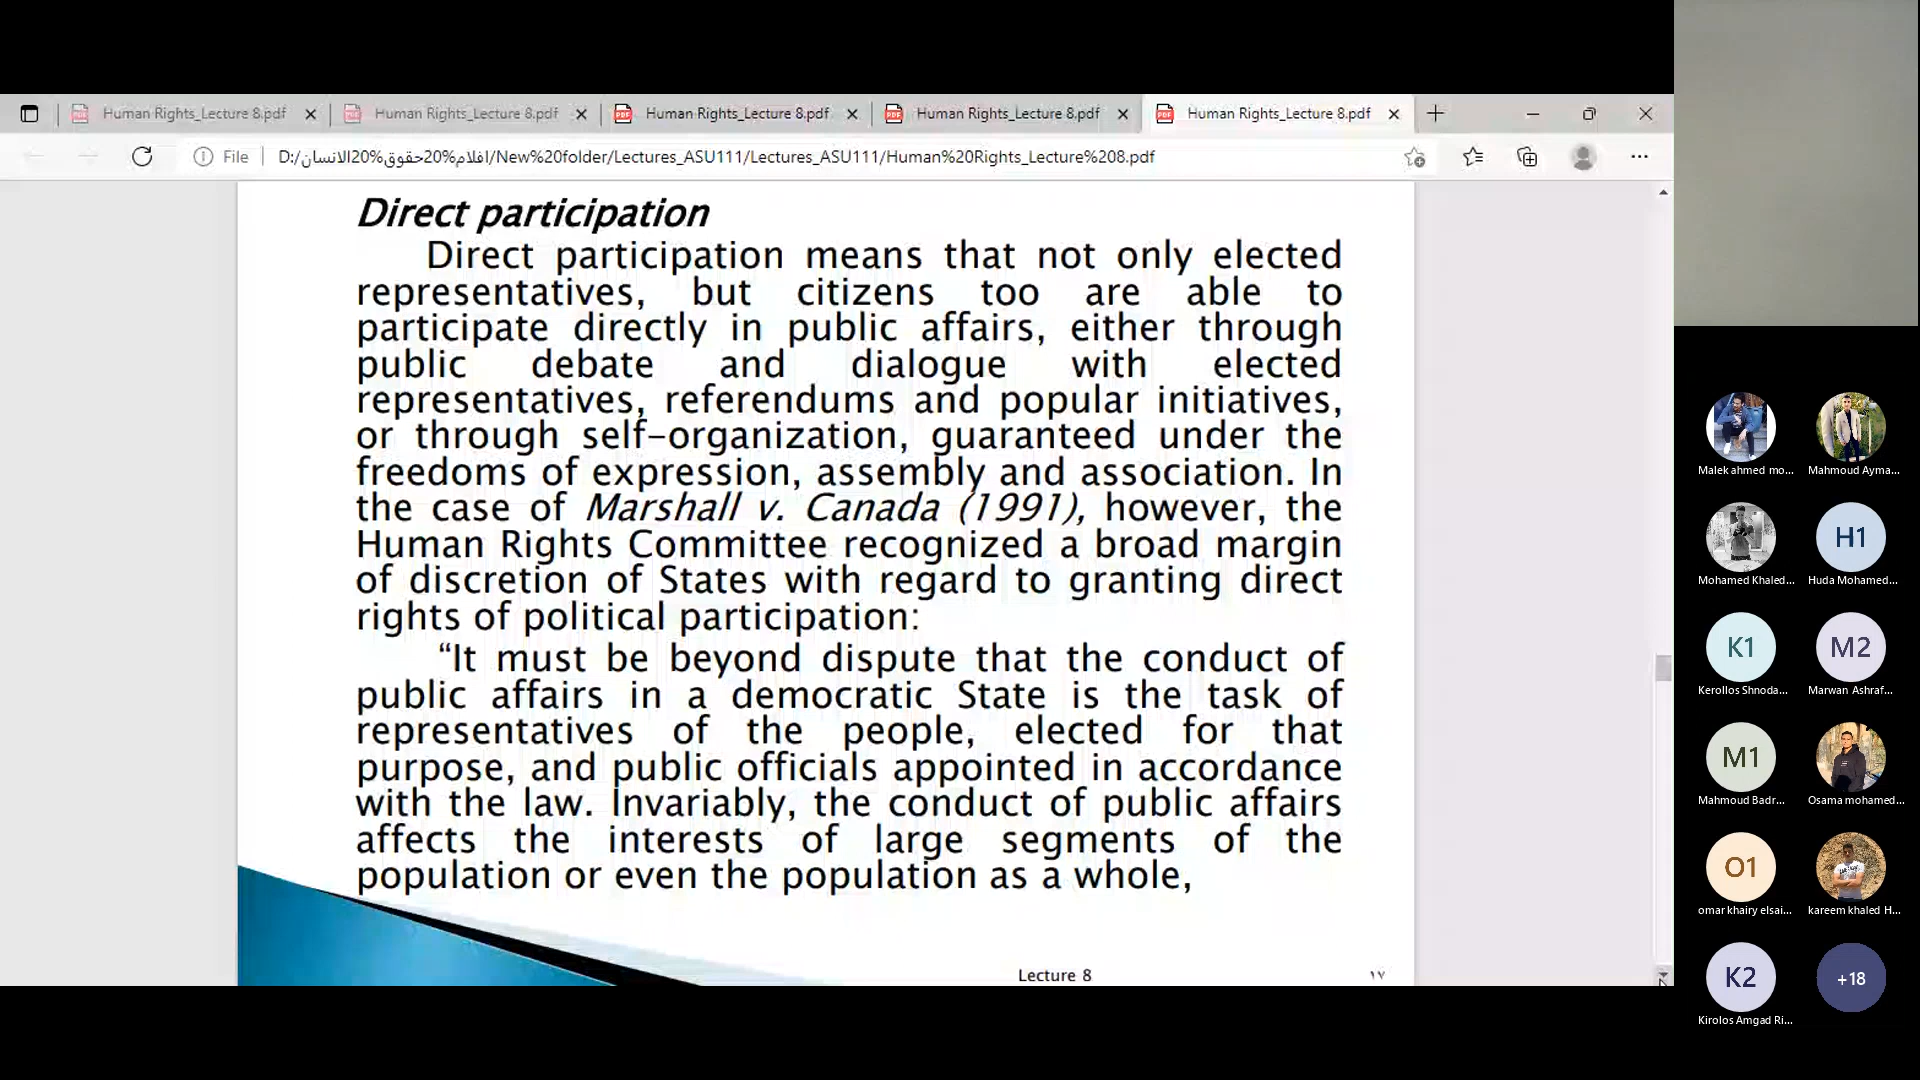 Human Rights_Lecture 8.pdf
Human Rights_Lecture 8.pdf
Human Rights_Lecture 8.pdf
Human Rights_Lecture 8.pdf
Human Rights_Lecture 8.pdf
File
D:/افلام%20حقوق%20الانسان/New%20folder/Lectures_ASU111/Lectures_ASU111/Human%20Rights_Lecture%208.pdf
Direct participation
Direct participation means that not only elected
representatives, but citizens too are able to
participate directly in public affairs, either through
public debate and dialogue with elected
representatives, referendums and popular initiatives,
or through self-organization, guaranteed under the
freedoms of expression, assembly and association. In
the case of Marshall v. Canada (1991), however, the
Human Rights Committee recognized a broad margin
of discretion of States with regard to granting direct
rights of political participation:
“It must be beyond dispute that the conduct of
public affairs in a democratic State is the task of
representatives of the people, elected for that
purpose, and public officials appointed in accordance
with the law. Invariably, the conduct of public affairs
affects the interests of large segments of the
population or even the population as a whole,
Lecture 8
١٧
Malek ahmed mo...
Mahmoud Ayma...
Mohamed Khaled...
H1
Huda Mohamed...
K1
Kerollos Shnoda...
M2
Marwan Ashraf...
M1
Mahmoud Badr...
Osama mohamed...
O1
omar khairy elsai...
kareem khaled H...
K2
Kirolos Amgad Ri...
+18